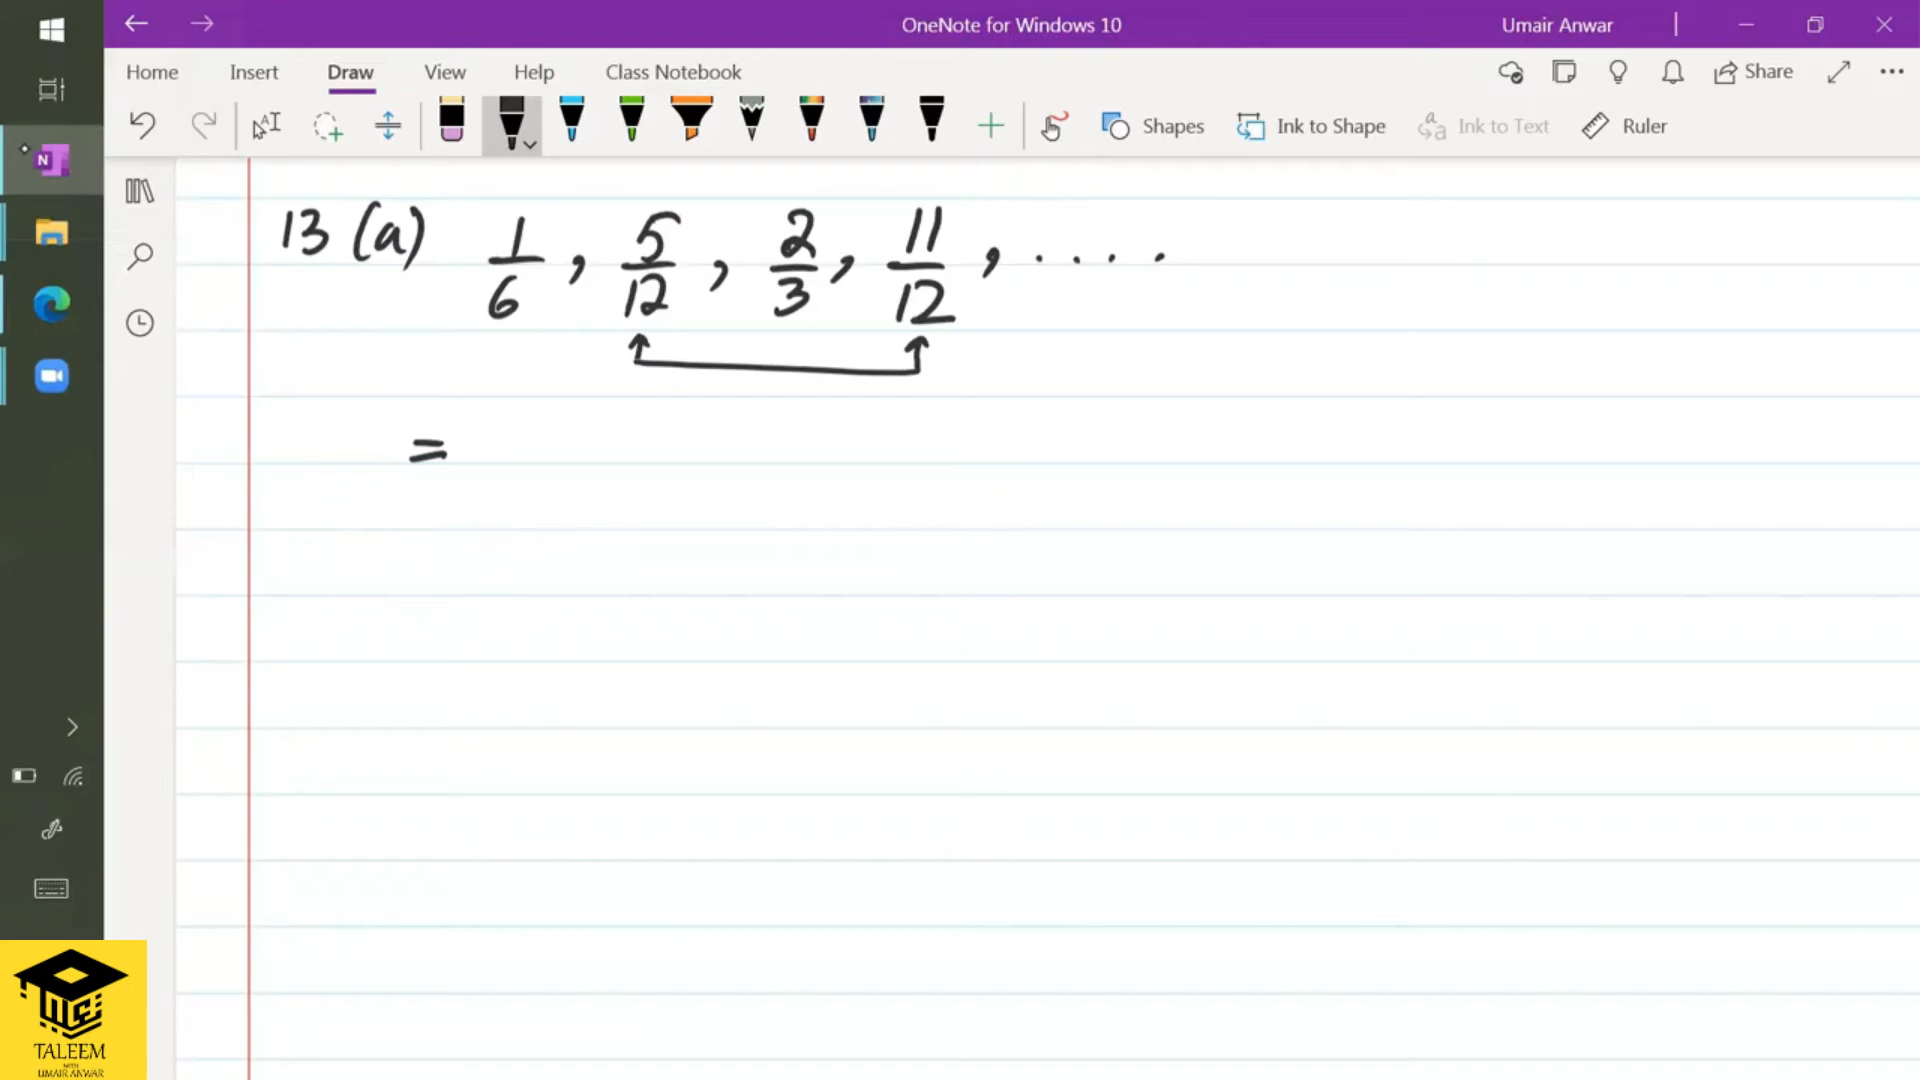 OneNote for Windows 10
Umair Anwar
Home Insert Draw View Help Class Notebook Share
Shapes Ink to Shape Ink to Text Ruler
13 (a) 1/6 , 5/12 , 2/3 , 11/12 , ....
=
TALEEM
WITH
UMAIR ANWAR